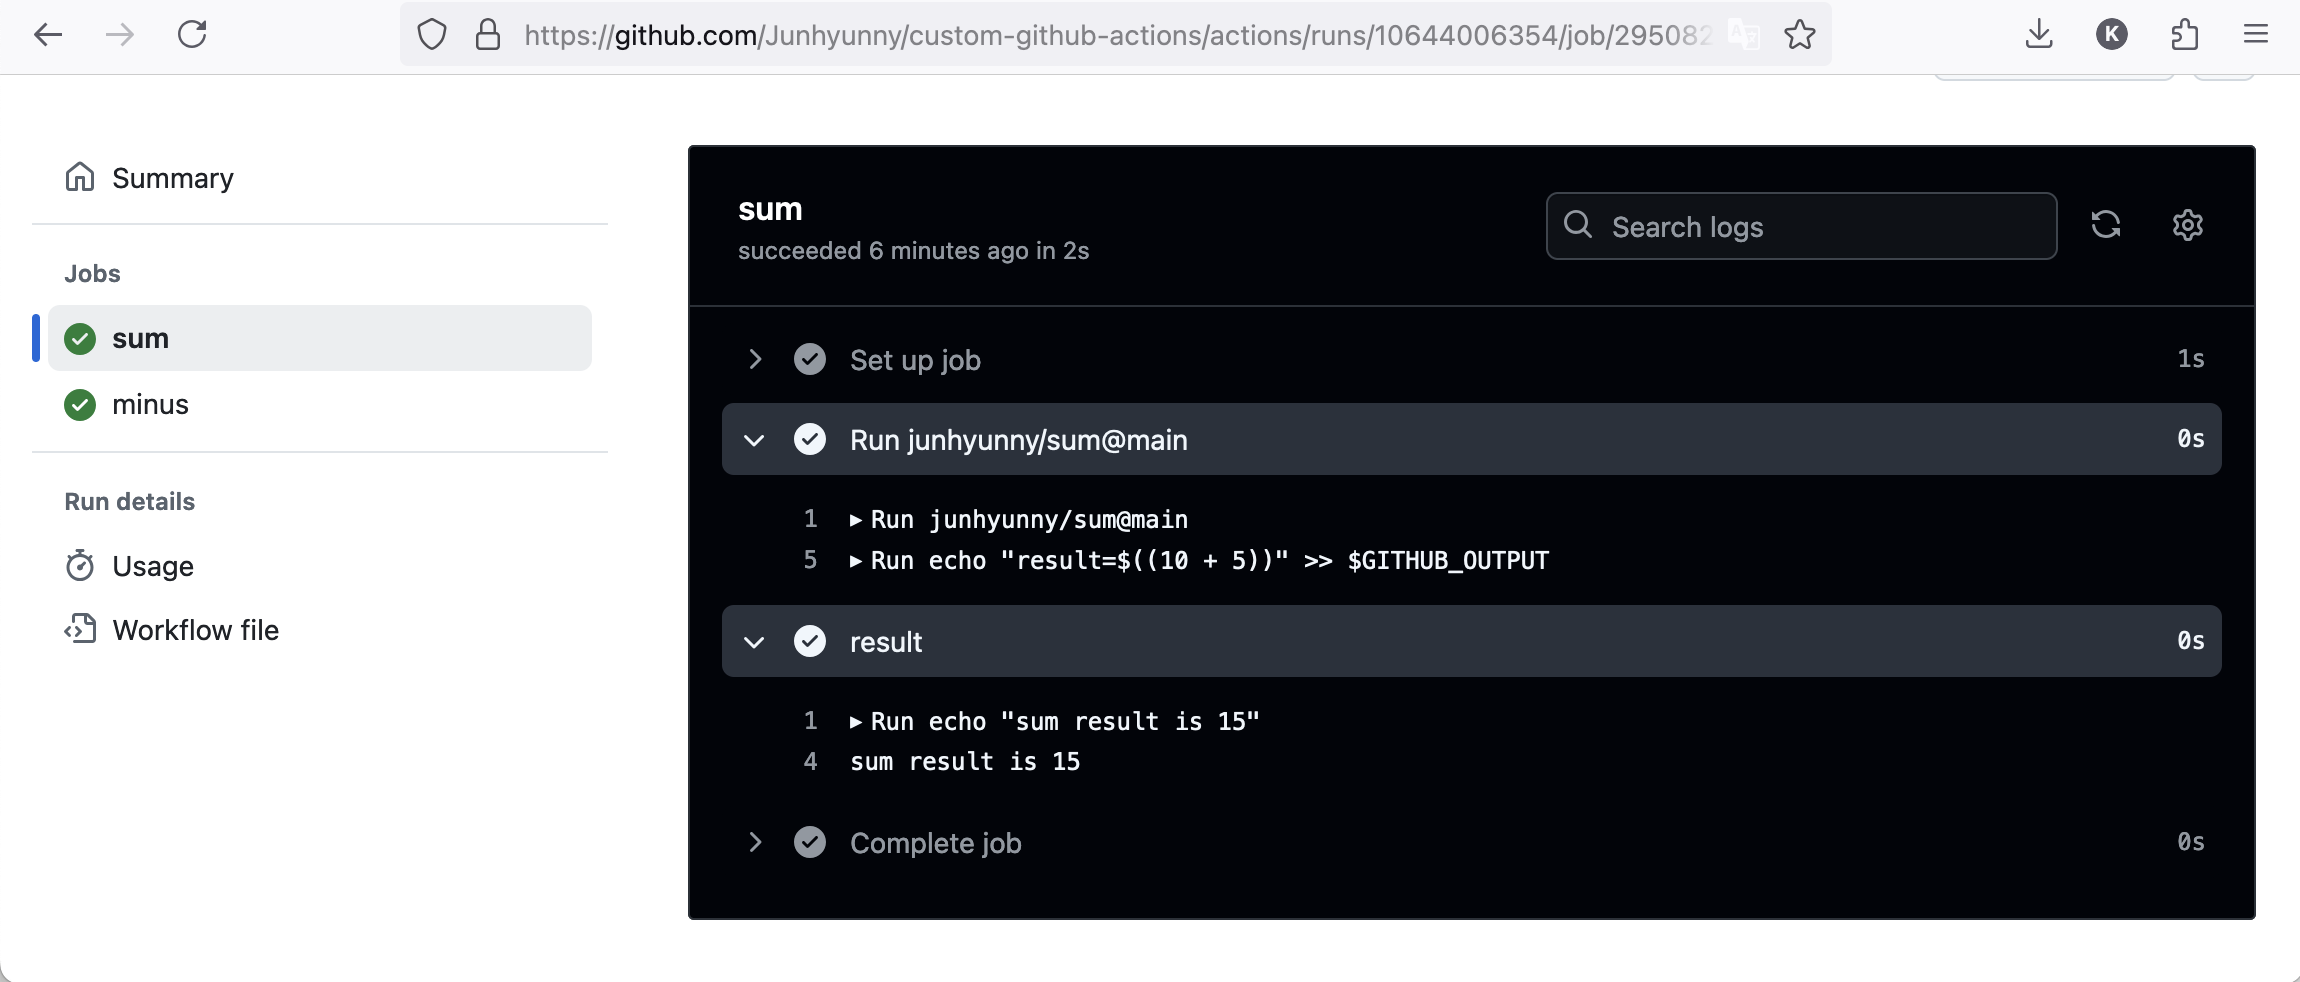 https://github.com/Junhyunny/custom-github-actions/actions/runs/10644006354/job/295082
K
Summary
Jobs
sum
minus
Run details
Usage
Workflow file
sum
succeeded 6 minutes ago in 2s
Search logs
Set up job 1s
Run junhyunny/sum@main 0s
1 ▶ Run junhyunny/sum@main
5 ▶ Run echo "result=$((10 + 5))" >> $GITHUB_OUTPUT
result 0s
1 ▶ Run echo "sum result is 15"
4 sum result is 15
Complete job 0s